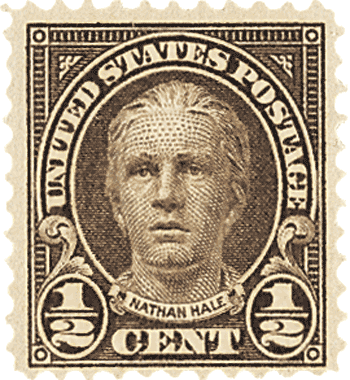 UNITED STATES POSTAGE
NATHAN HALE
1/2 CENT 1/2